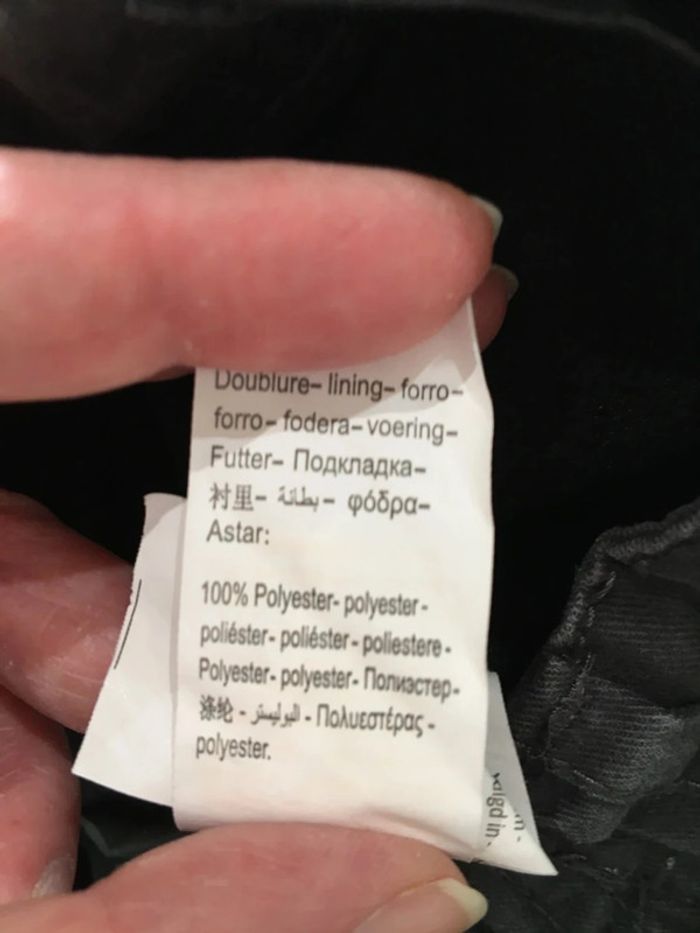 Doublure- lining- forro-
forro- fodera- voering-
Futter- Подкладка-
衬里- بطانة - φόδρα-
Astar:
100% Polyester- polyester-
poliéster- poliéster- poliestere-
Polyester- polyester- Полиэстер-
涤纶 - البوليستر - Πολυεστέρας -
polyester.